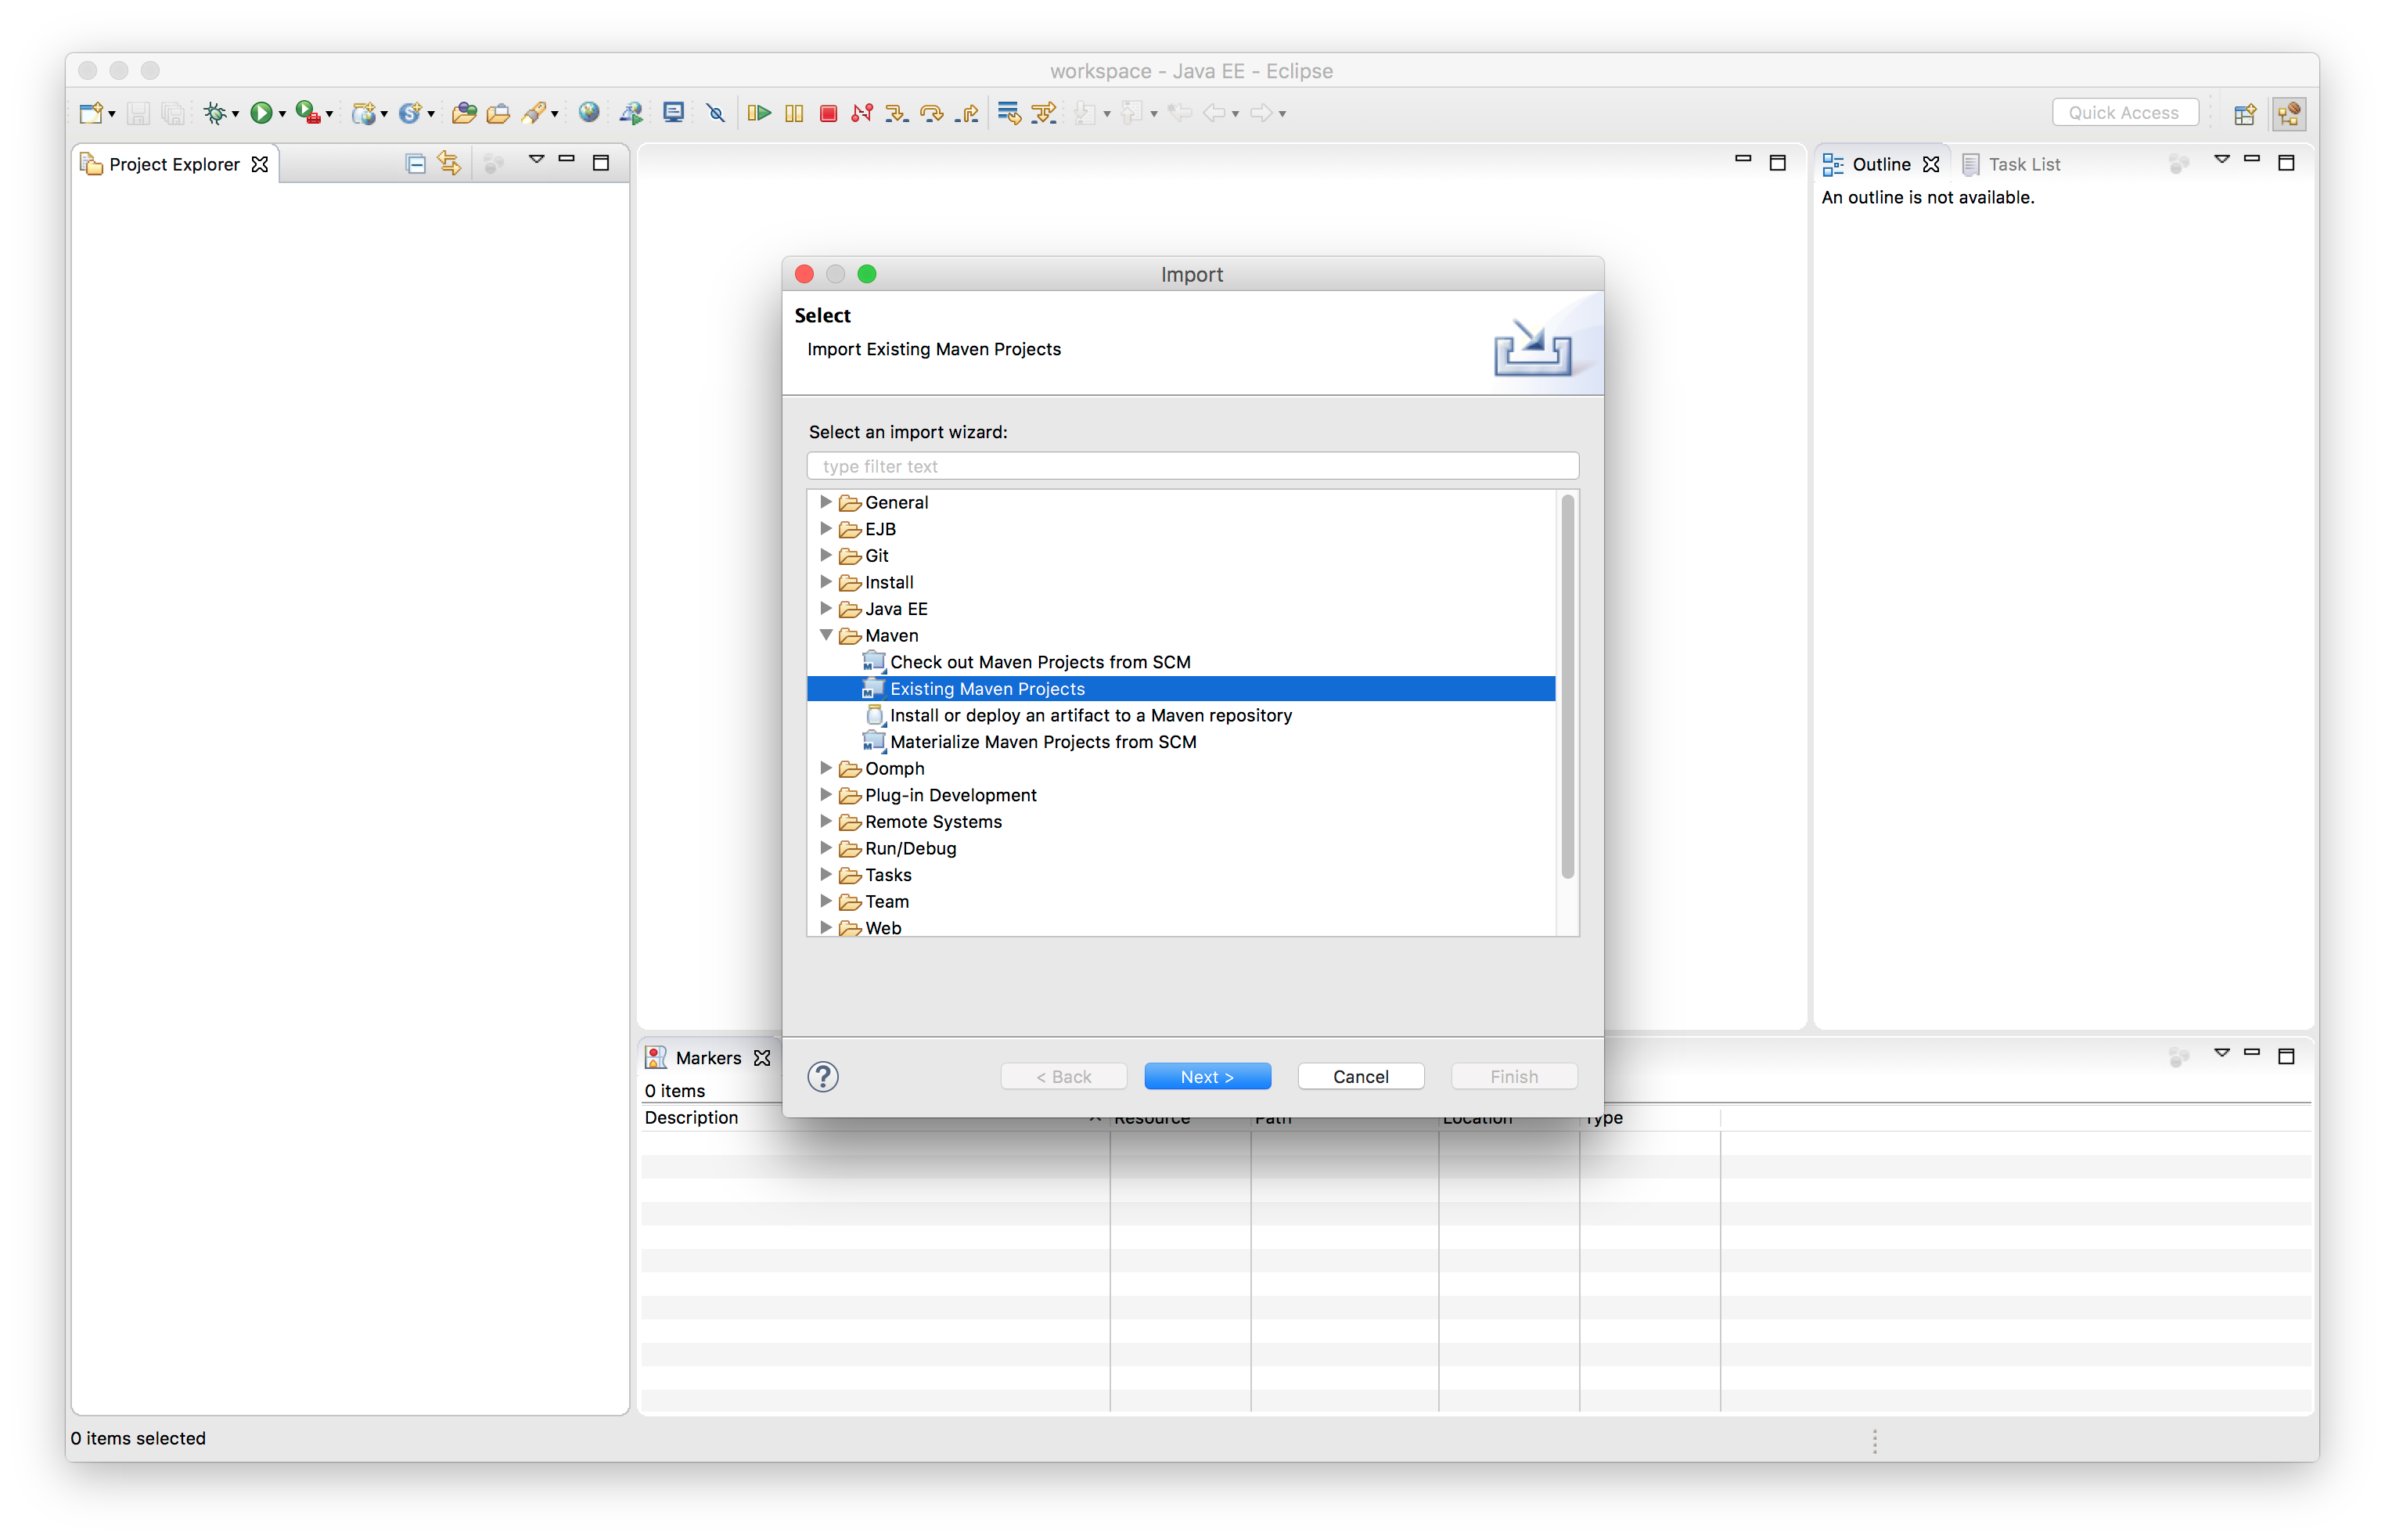 workspace - Java EE - Eclipse
Quick Access
Project Explorer
Outline
Task List
An outline is not available.
Import
Select
Import Existing Maven Projects
Select an import wizard:
type filter text
General
EJB
Git
Install
Java EE
Maven
Check out Maven Projects from SCM
Existing Maven Projects
Install or deploy an artifact to a Maven repository
Materialize Maven Projects from SCM
Oomph
Plug-in Development
Remote Systems
Run/Debug
Tasks
Team
Web
< Back
Next >
Cancel
Finish
Markers
0 items
Description
Resource
Path
Location
Type
0 items selected